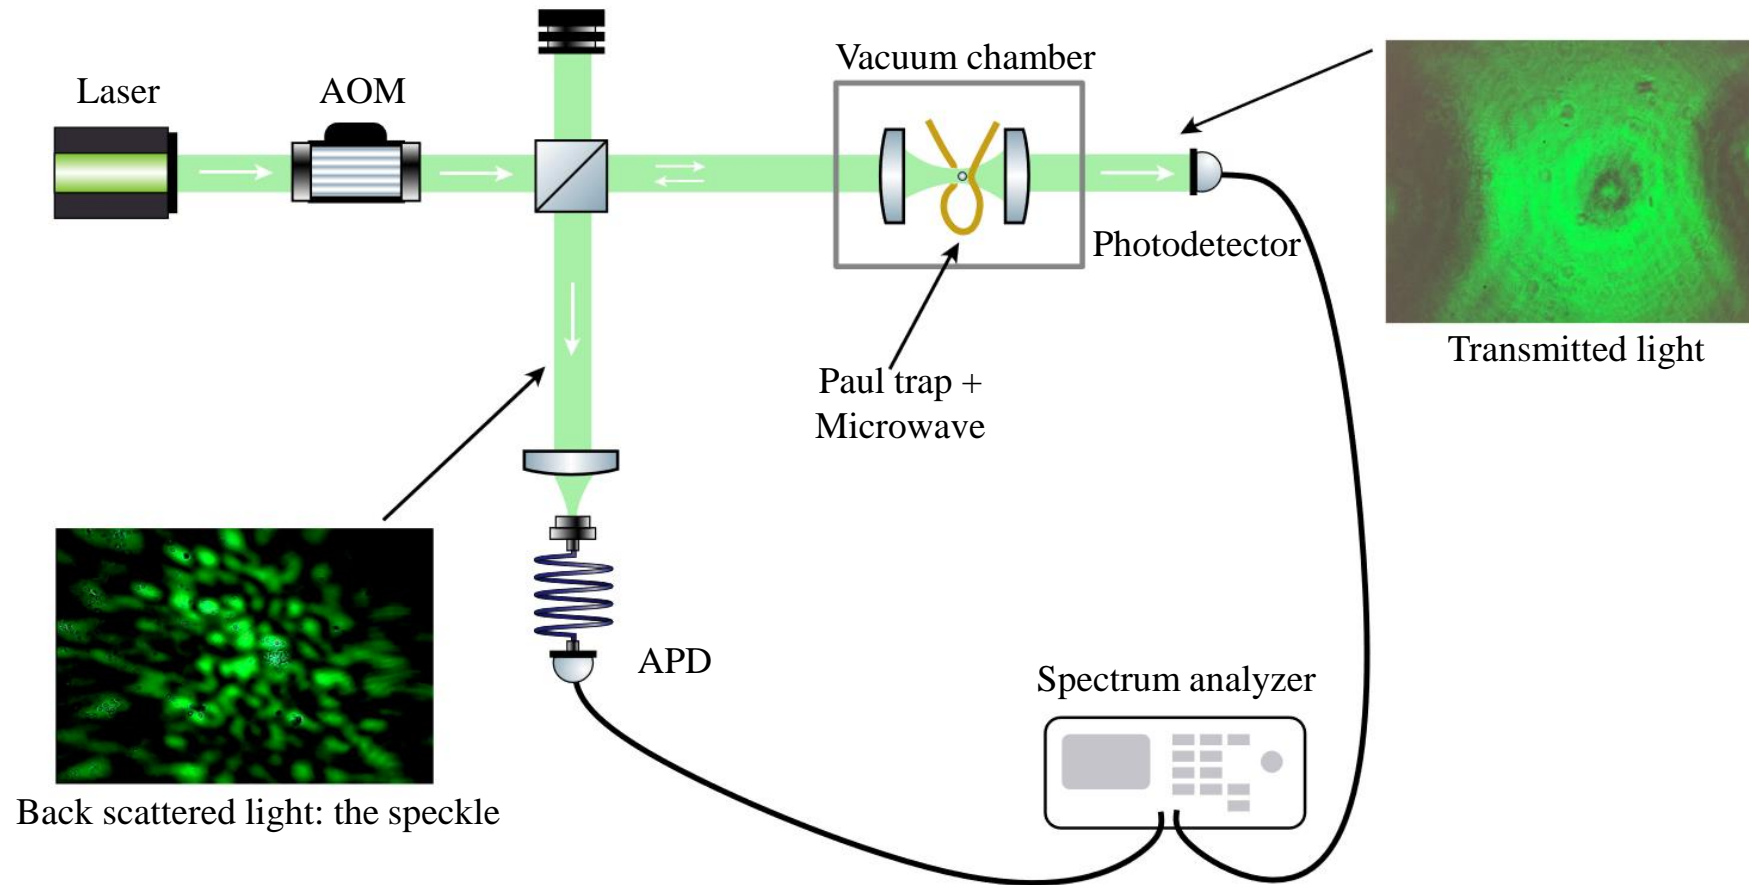 Laser
AOM
Vacuum chamber
Photodetector
Transmitted light
Paul trap +
Microwave
APD
Spectrum analyzer
Back scattered light: the speckle